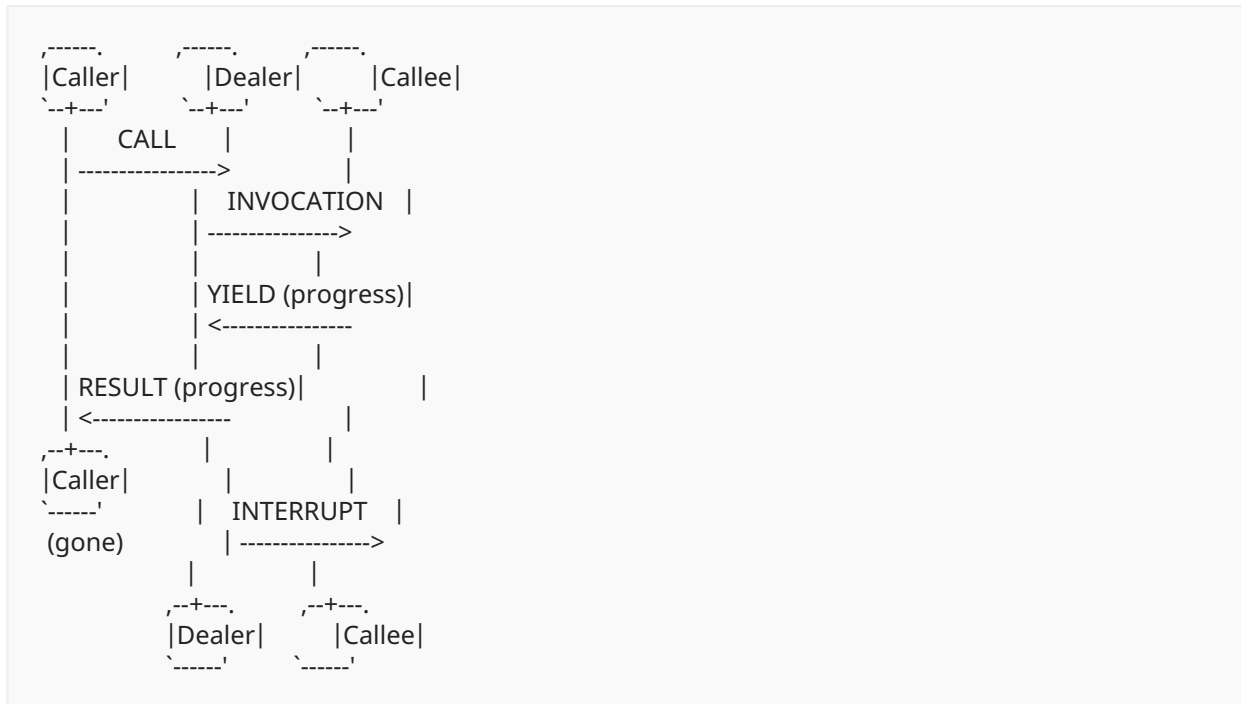 ,------.          ,------.          ,------.
|Caller|          |Dealer|          |Callee|
`--+---'          `--+---'          `--+---'
   |       CALL       |                 |
   | ----------------->                 |
   |                  |    INVOCATION   |
   |                  | ---------------->
   |                  |                 |
   |                  | YIELD (progress)|
   |                  | <----------------
   |                  |                 |
   | RESULT (progress)|                 |
   | <-----------------                 |
,--+---.              |                 |
|Caller|              |                 |
`------'              |    INTERRUPT    |
 (gone)               | ---------------->
                      |                 |
                   ,--+---.          ,--+---.
                   |Dealer|          |Callee|
                   `------'          `------'